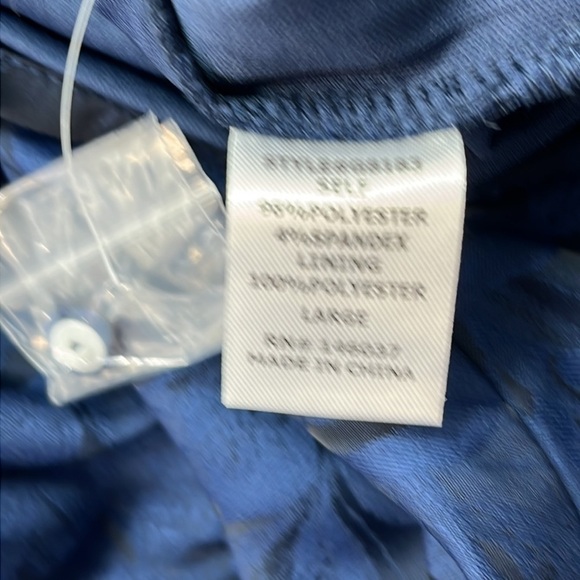 SELF
96%POLYESTER
4%SPANDEX
LINING
100%POLYESTER
LARGE
RN#
MADE IN CHINA